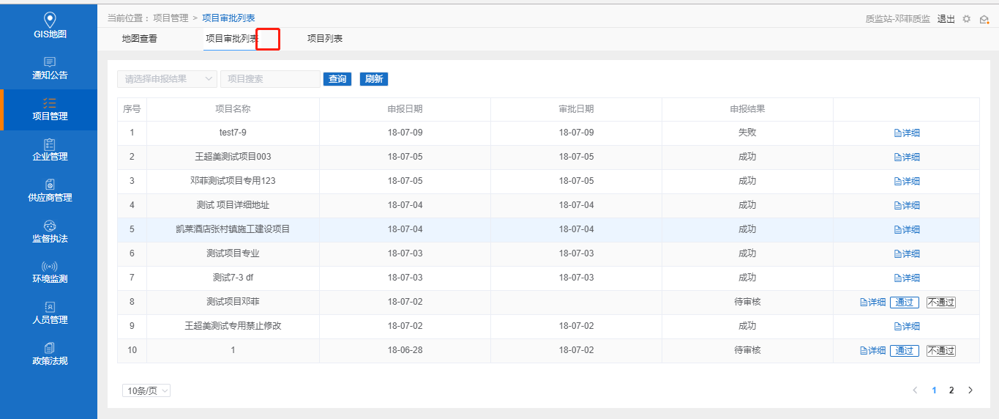 GIS地图
通知公告
项目管理
企业管理
供应商管理
监督执法
环境监测
人员管理
政策法规
当前位置： 项目管理 > 项目审批列表
质监站-邓菲质监 退出
地图查看 项目审批列表 项目列表
请选择申报结果 项目搜索 查询 刷新
序号 项目名称 申报日期 审批日期 申报结果
1 test7-9 18-07-09 18-07-09 失败 详细
2 王超美测试项目003 18-07-05 18-07-05 成功 详细
3 邓菲测试项目专用123 18-07-05 18-07-05 成功 详细
4 测试 项目详细地址 18-07-04 18-07-04 成功 详细
5 凯莱酒店张村镇施工建设项目 18-07-04 18-07-04 成功 详细
6 测试项目专业 18-07-03 18-07-03 成功 详细
7 测试7-3 df 18-07-03 18-07-03 成功 详细
8 测试项目邓菲 18-07-02 待审核 详细 通过 不通过
9 王超美测试专用禁止修改 18-07-02 18-07-02 成功 详细
10 1 18-06-28 18-07-02 待审核 详细 通过 不通过
10条/页 < 1 2 >